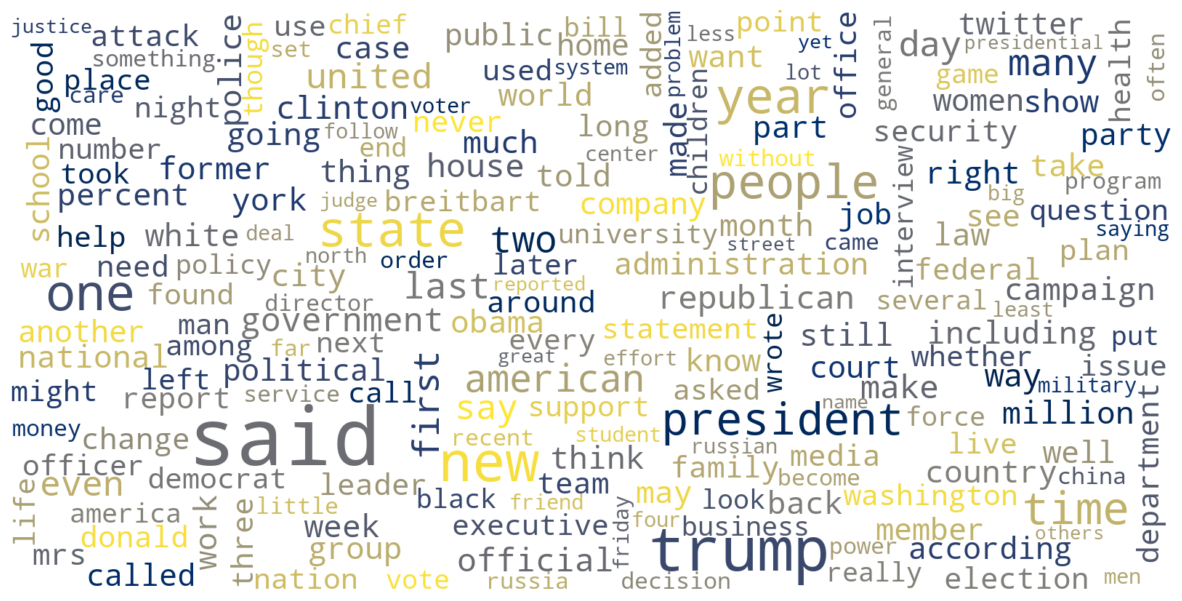 justice attack police use chief public bill added problem less point yet office general twitter presidential health often
something though set case home want day
good place united used system lot game many
care night clinton voter world made children year women show
come going follow never much long part security party
school number end center without interview right take
took former thing house told people big program
percent york judge breitbart company see question
help white deal state two university month job law saying
north street came
war need policy order later administration federal plan
city reported
one found director last around republican several campaign
least
another man government obama statement wrote still including put
national among far next every great effort know court whether issue
left political american asked name make way military
might report service call first say support president force million
money change said recent student russian live well department
officer new think family media country china
life even democrat leader team become
black friend may look back washington time
america work three little week executive friday four business member others
donald
mrs group official trump power according
called nation vote russia decision really election men